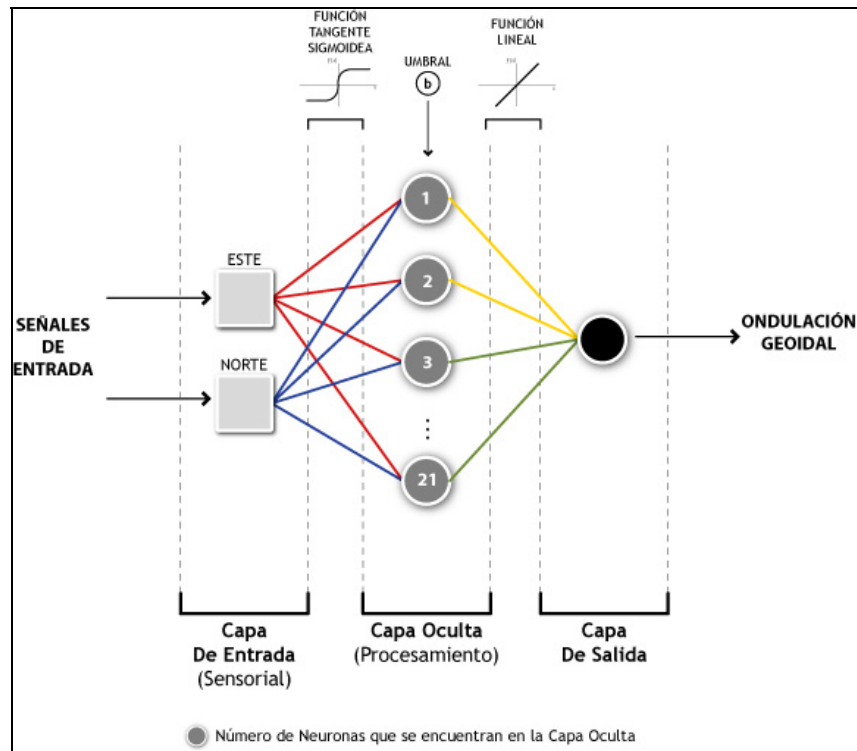 FUNCIÓN
TANGENTE
SIGMOIDEA
UMBRAL
b
FUNCIÓN
LINEAL
1
2
3
21
ESTE
NORTE
SEÑALES
DE
ENTRADA
ONDULACIÓN
GEOIDAL
Capa
De Entrada
(Sensorial)
Capa Oculta
(Procesamiento)
Capa
De Salida
Número de Neuronas que se encuentran en la Capa Oculta